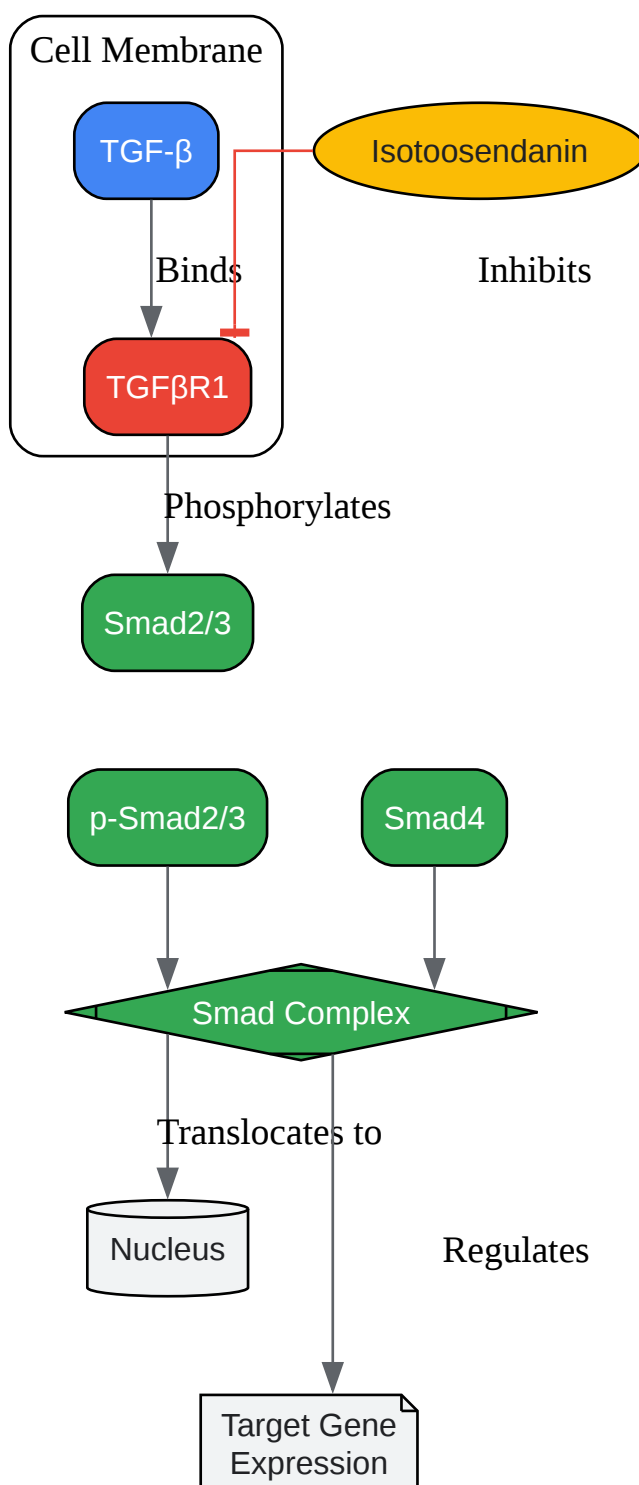 Cell Membrane
TGF-β
Isotoosendanin
Binds
Inhibits
TGFβR1
Phosphorylates
Smad2/3
p-Smad2/3
Smad4
Smad Complex
Translocates to
Nucleus
Regulates
Target Gene
Expression